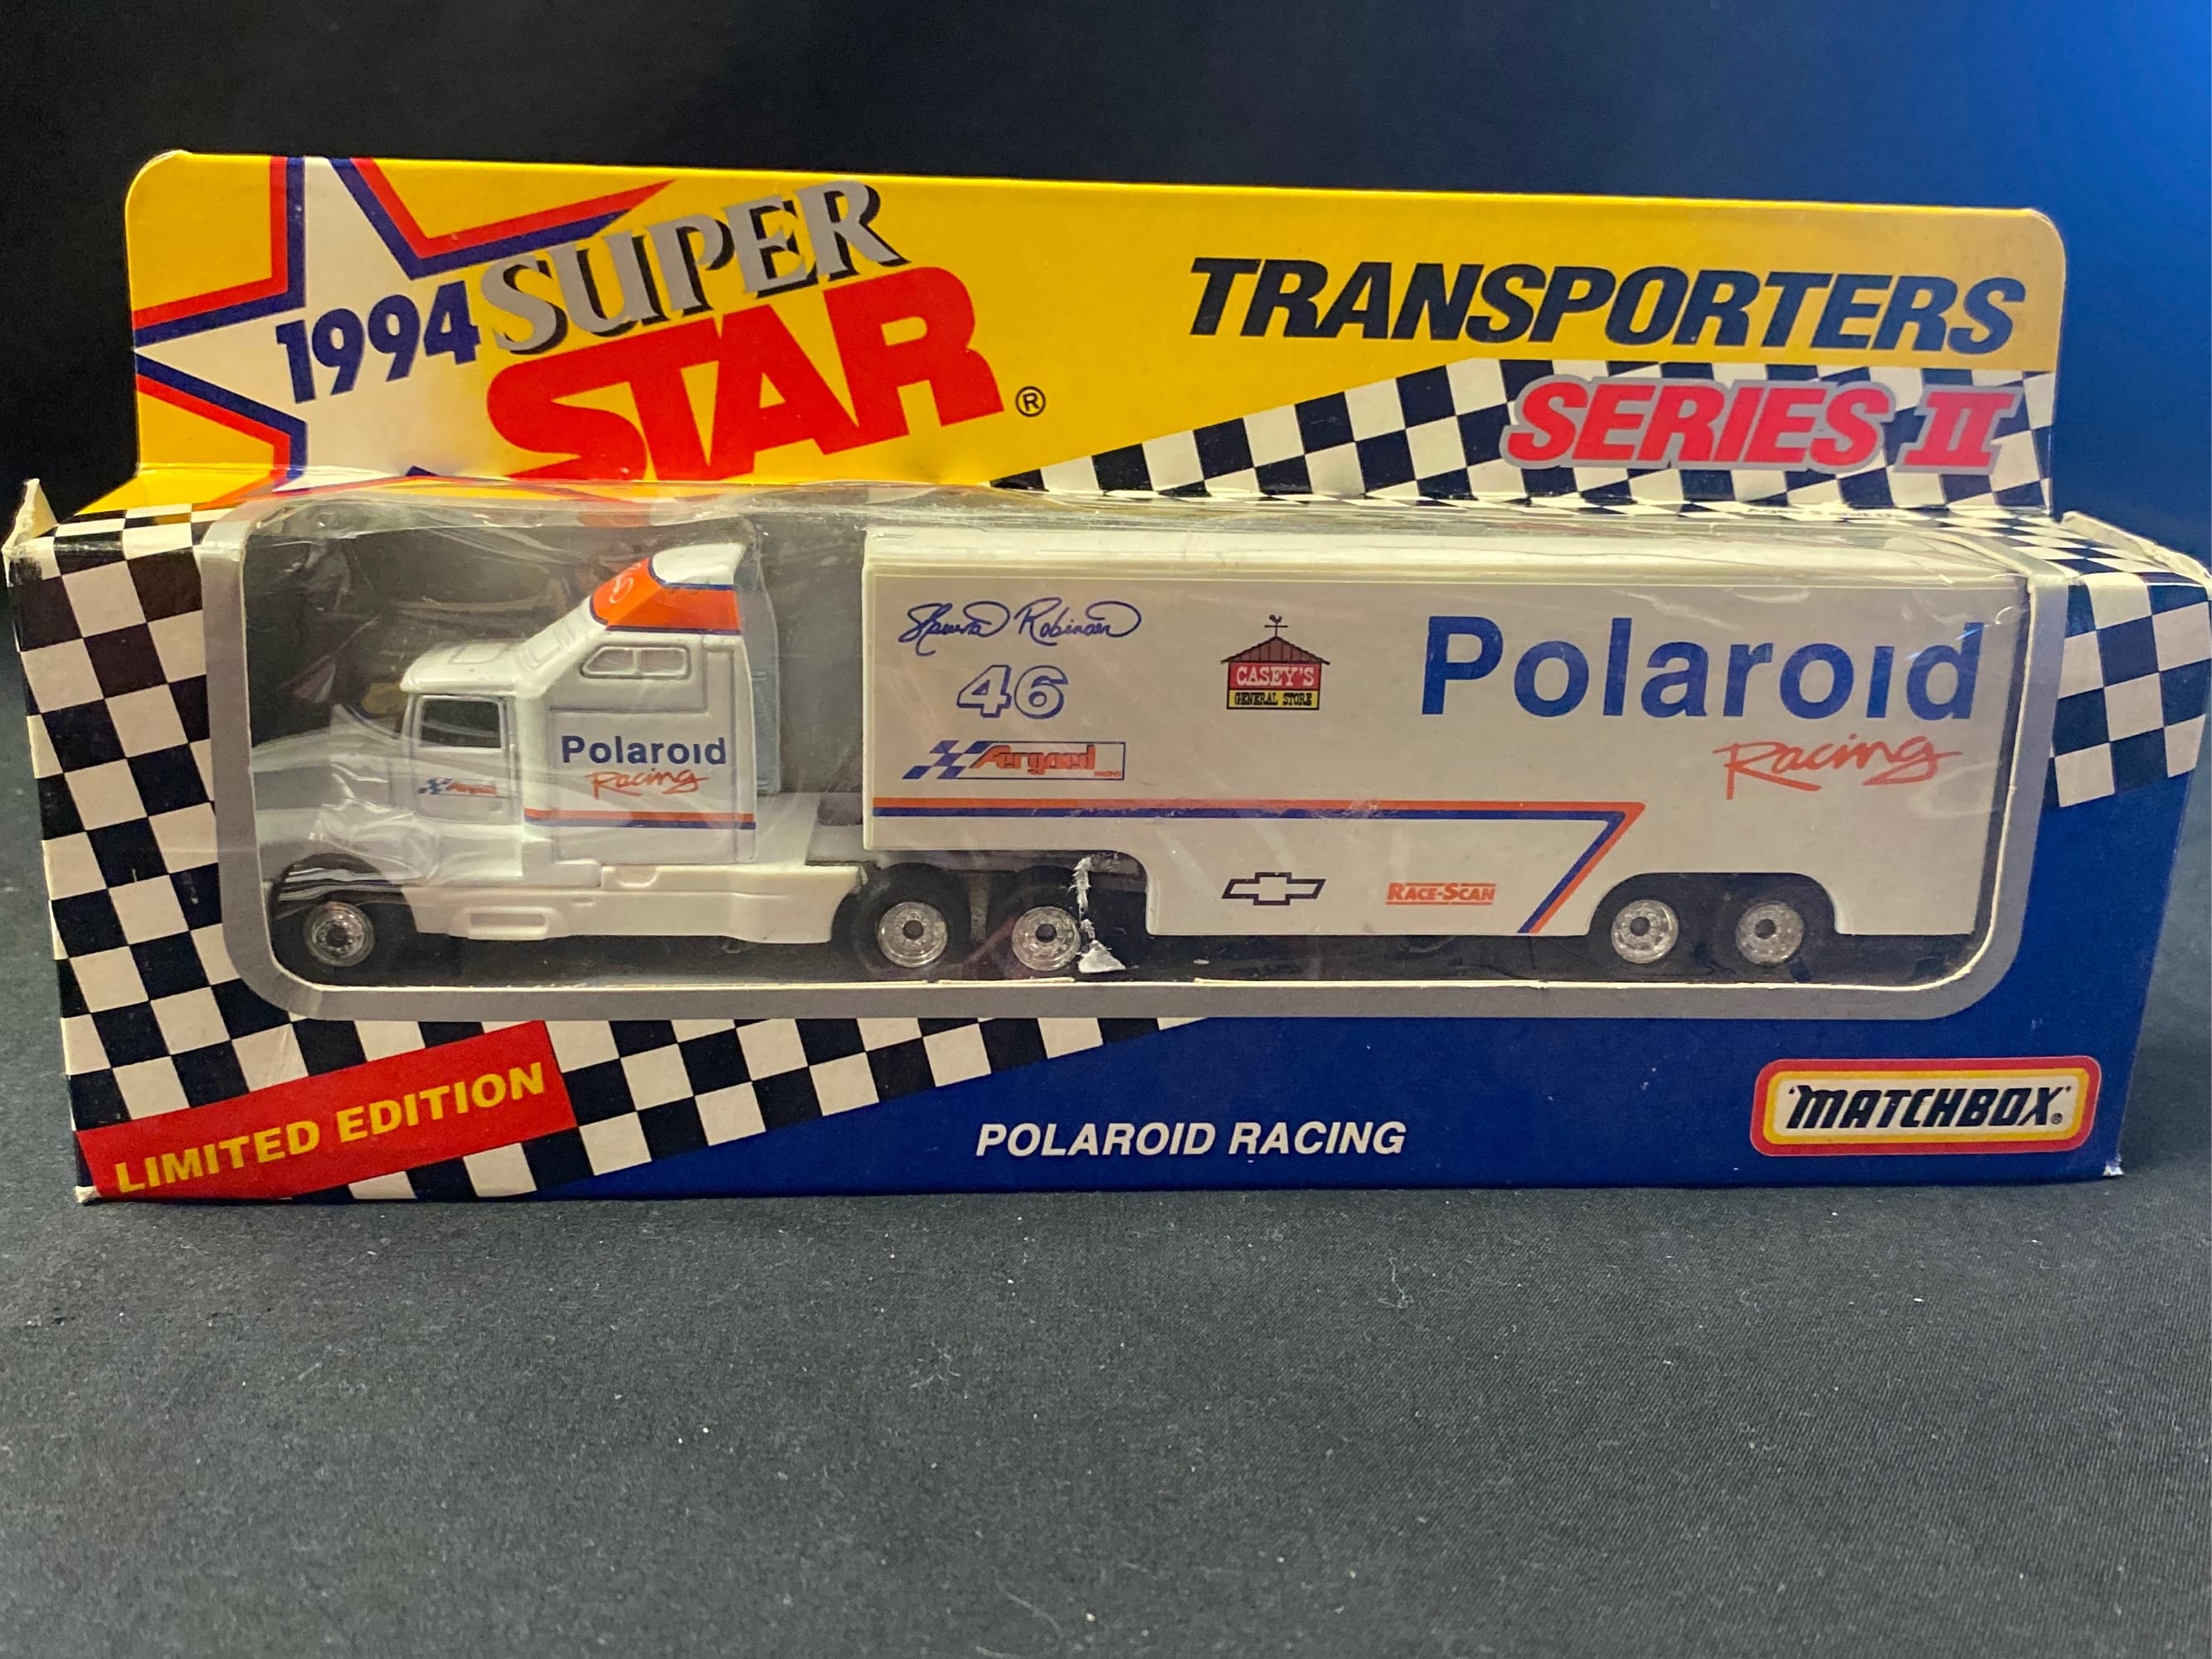 1994 SUPER
STAR®
TRANSPORTERS
SERIES II
Shawna Robinson
46
CASEY'S
GENERAL STORE
Polaroid
Racing
Polaroid
Racing
RACE-SCAN
LIMITED EDITION
POLAROID RACING
'MATCHBOX'®